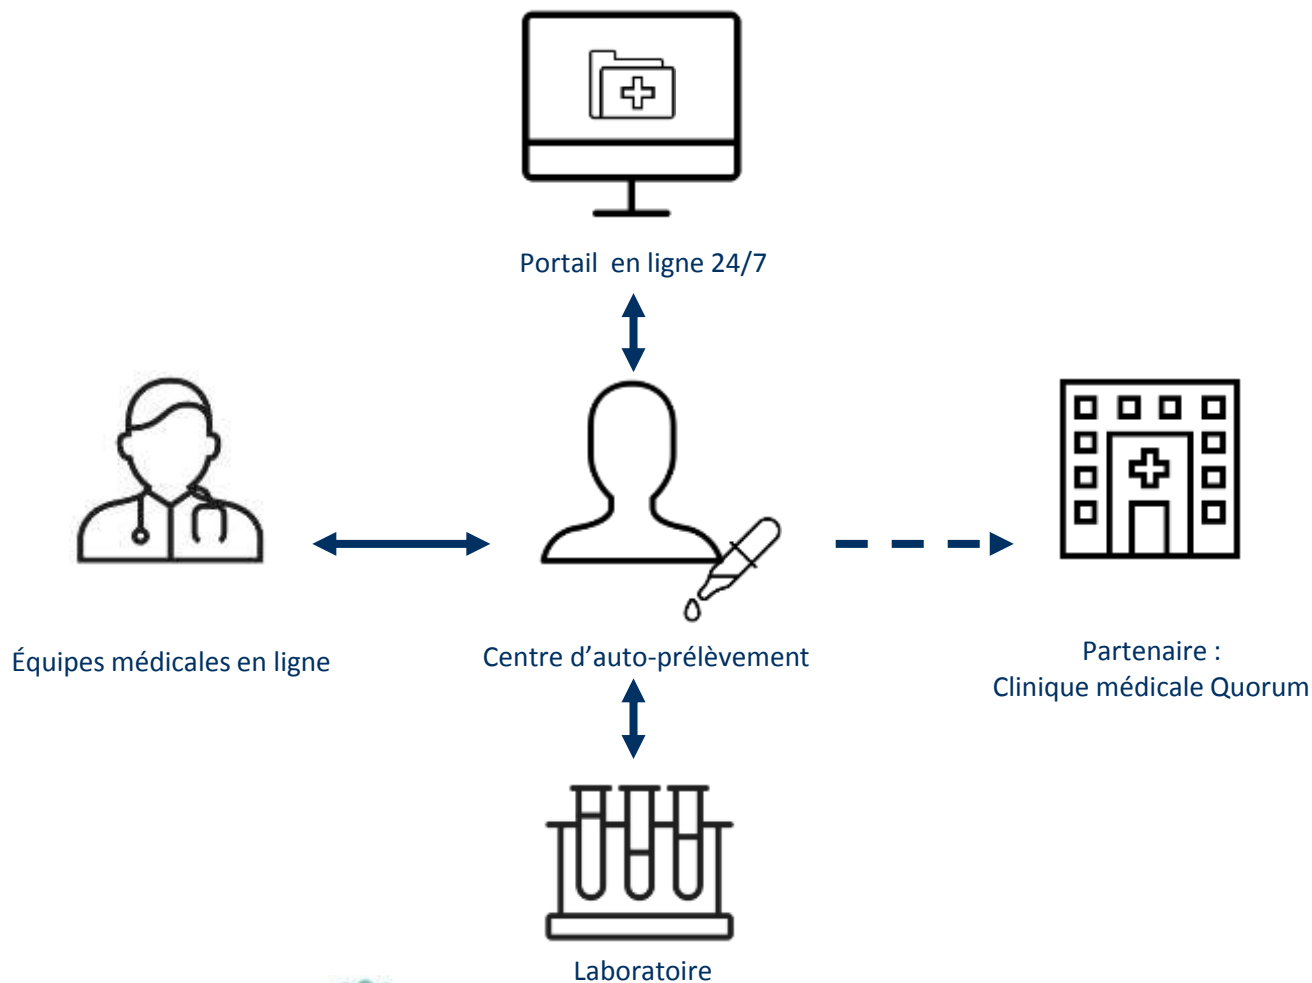 Portail en ligne 24/7
Équipes médicales en ligne
Centre d'auto-prélèvement
Partenaire :
Clinique médicale Quorum
Laboratoire